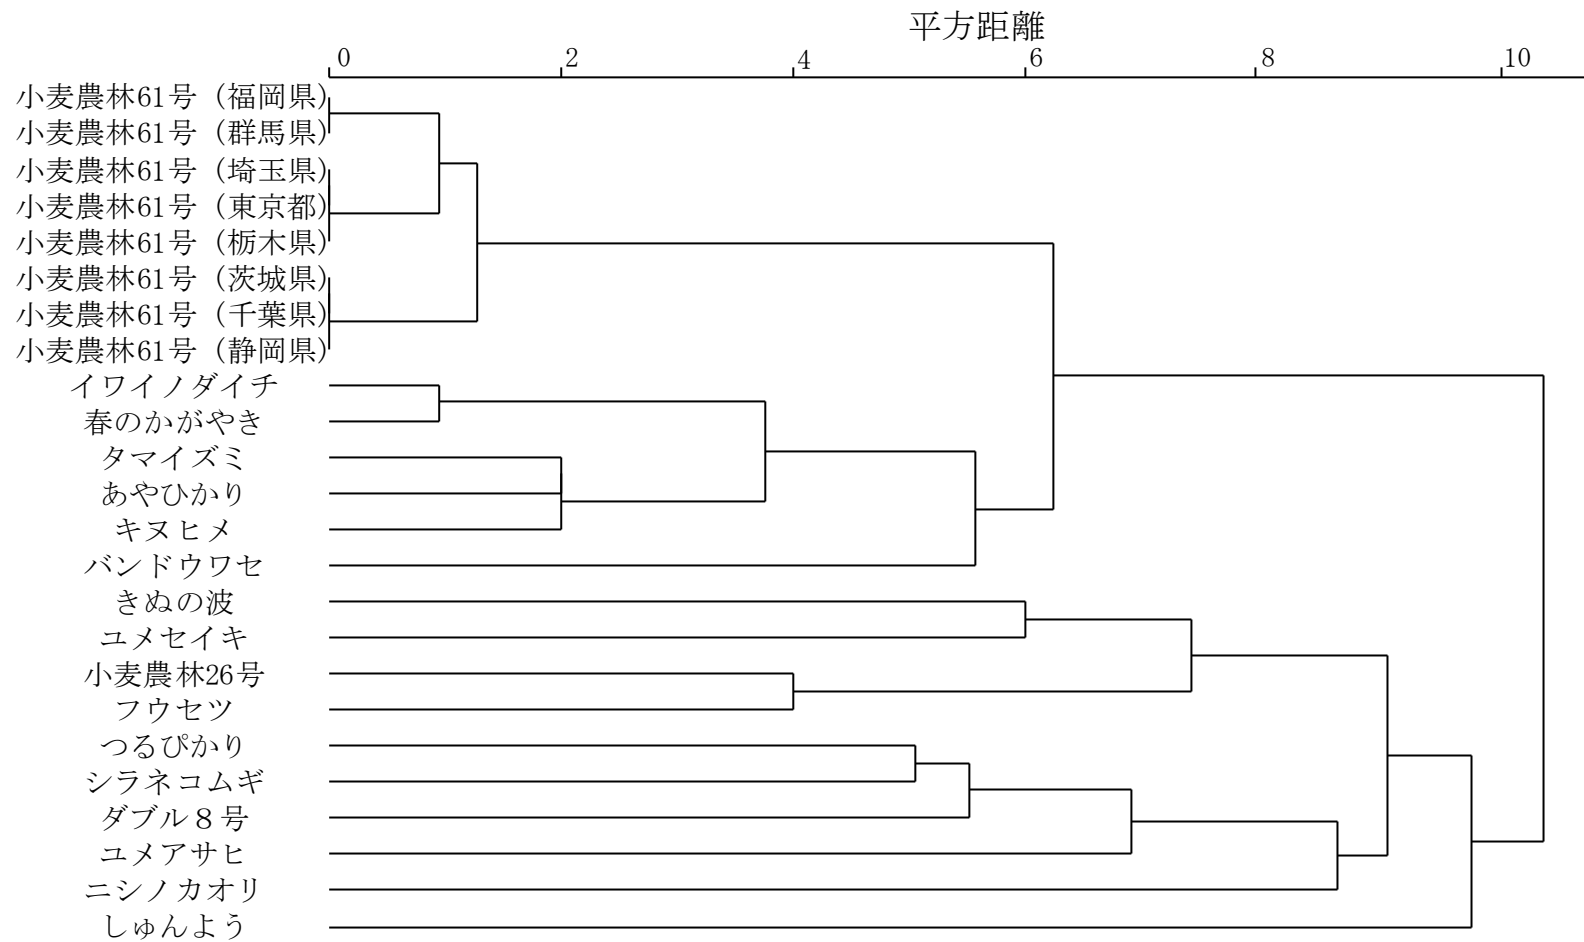 平方距離
0 2 4 6 8 10
小麦農林61号（福岡県）
小麦農林61号（群馬県）
小麦農林61号（埼玉県）
小麦農林61号（東京都）
小麦農林61号（栃木県）
小麦農林61号（茨城県）
小麦農林61号（千葉県）
小麦農林61号（静岡県）
イワイノダイチ
春のかがやき
タマイズミ
あやひかり
キヌヒメ
バンドウワセ
きぬの波
ユメセイキ
小麦農林26号
フウセツ
つるぴかり
シラネコムギ
ダブル８号
ユメアサヒ
ニシノカオリ
しゅんよう